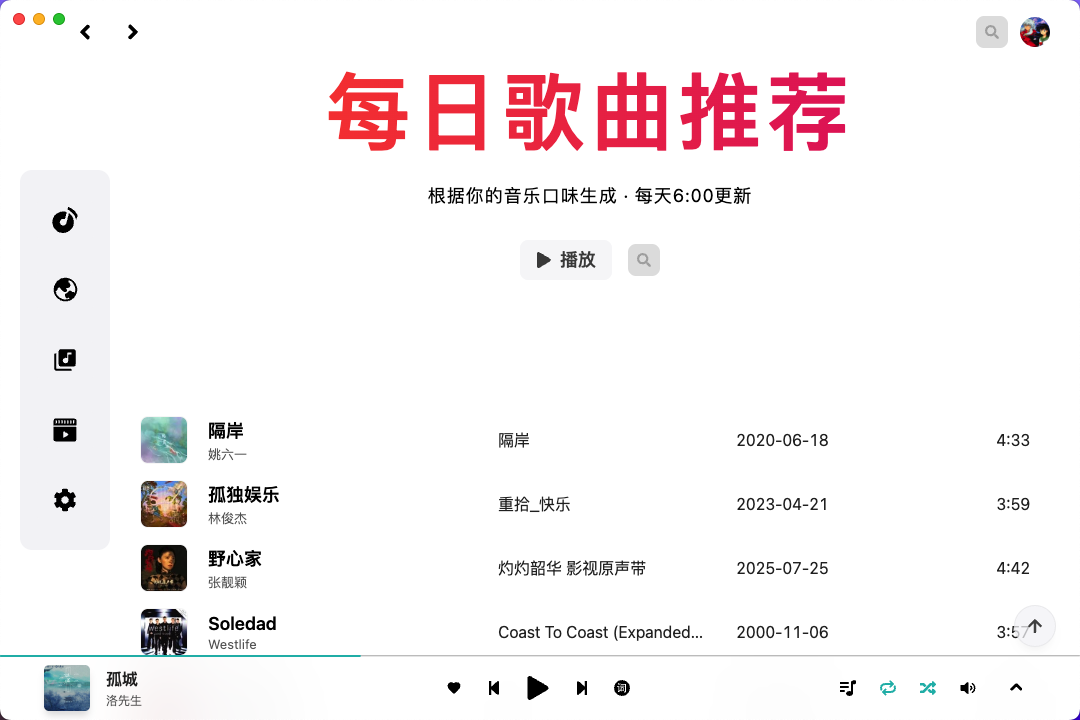 每日歌曲推荐
根据你的音乐口味生成 · 每天6:00更新
播放
隔岸
姚六一
隔岸
2020-06-18
4:33
孤独娱乐
林俊杰
重拾_快乐
2023-04-21
3:59
野心家
张靓颖
灼灼韶华 影视原声带
2025-07-25
4:42
Soledad
Westlife
westlife
Coast To Coast (Expanded...
2000-11-06
3:57
孤城
洛先生
词